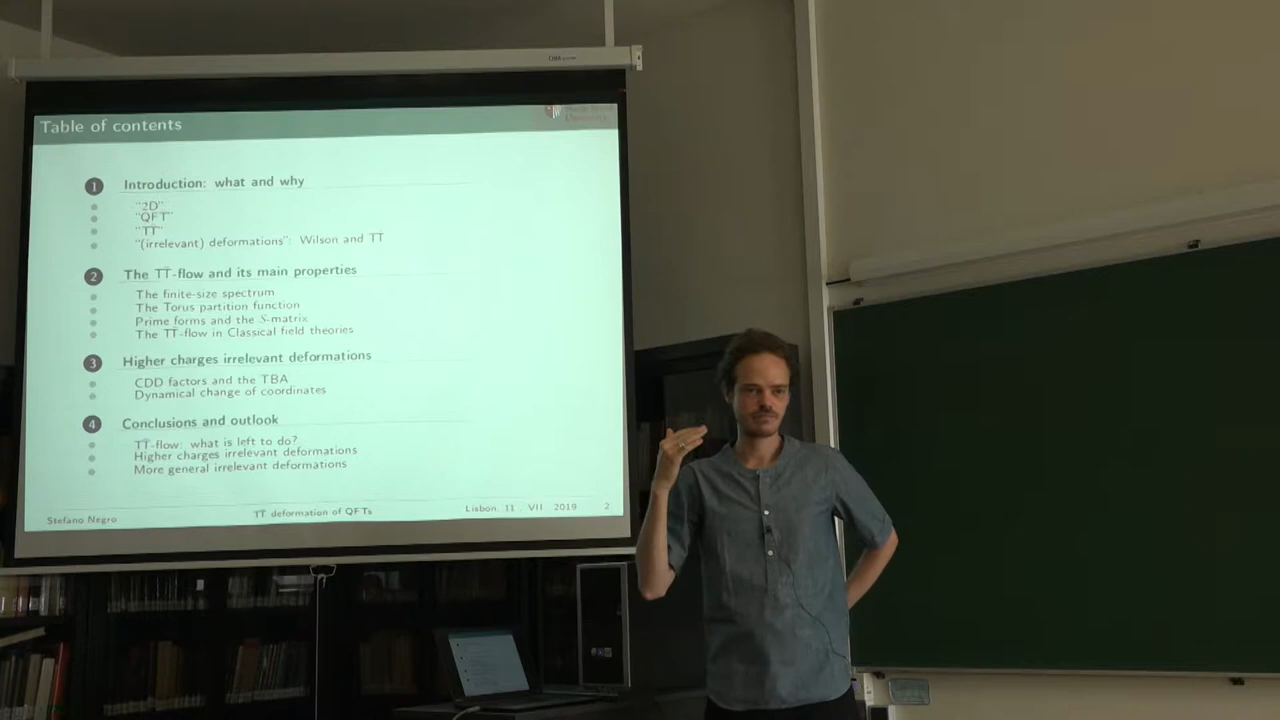 Table of contents
1 Introduction: what and why
"2D"
"QFT"
"TT̄"
"(irrelevant) deformations": Wilson and TT̄
2 The TT̄-flow and its main properties
The finite-size spectrum
The Torus partition function
Prime forms and the S-matrix
The TT̄-flow in Classical field theories
3 Higher charges irrelevant deformations
CDD factors and the TBA
Dynamical change of coordinates
4 Conclusions and outlook
TT̄-flow: what is left to do?
Higher charges irrelevant deformations
More general irrelevant deformations
Stefano Negro TT̄ deformation of QFTs Lisbon, 11 . VII . 2019 2